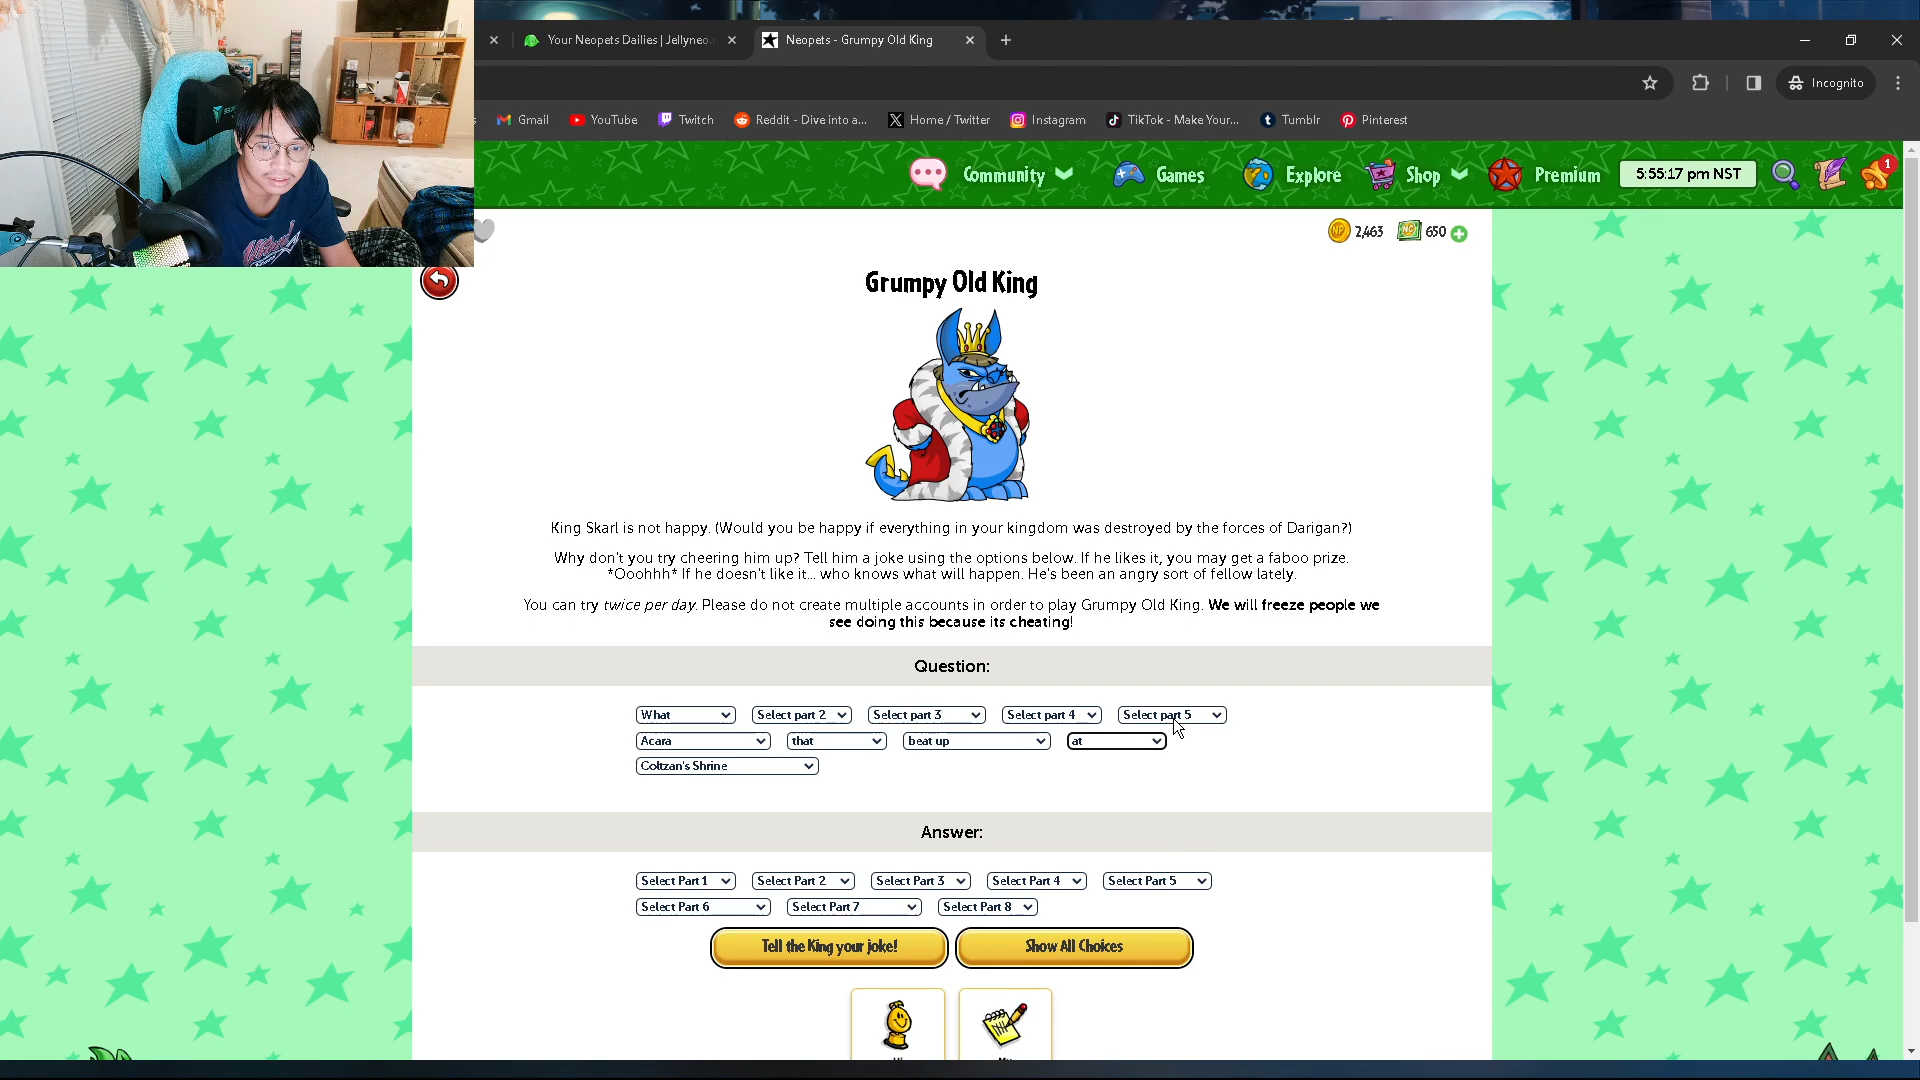 Your Neopets Dailies | Jellyneo.
Neopets - Grumpy Old King
Incognito
Gmail
YouTube
Twitch
Reddit - Dive into a...
Home / Twitter
Instagram
TikTok - Make Your...
Tumblr
Pinterest
Community
Games
Explore
Shop
Premium
5:55:17 pm NST
1
NP 2,463
NC 650
Grumpy Old King
King Skarl is not happy. (Would you be happy if everything in your kingdom was destroyed by the forces of Darigan?)
Why don't you try cheering him up? Tell him a joke using the options below. If he likes it, you may get a faboo prize.
*Ooohhh* If he doesn't like it... who knows what will happen. He's been an angry sort of fellow lately.
You can try twice per day. Please do not create multiple accounts in order to play Grumpy Old King. We will freeze people we
see doing this because its cheating!
Question:
What Select part 2 Select part 3 Select part 4 Select part 5
Acara that beat up at
Coltzan's Shrine
Answer:
Select Part 1 Select Part 2 Select Part 3 Select Part 4 Select Part 5
Select Part 6 Select Part 7 Select Part 8
Tell the King your joke! Show All Choices